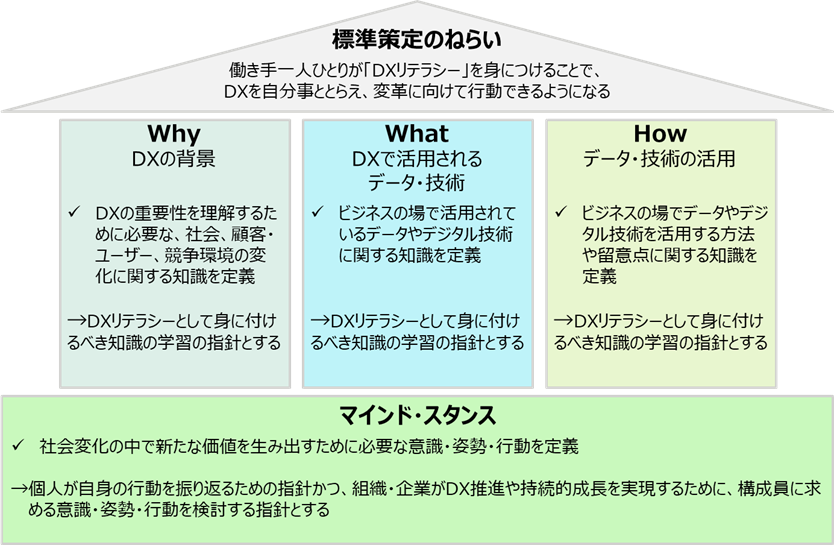 標準策定のねらい
働き手一人ひとりが「DXリテラシー」を身につけることで、
DXを自分事ととらえ、変革に向けて行動できるようになる
Why
DXの背景
✓ DXの重要性を理解するた
めに必要な、社会、顧客・
ユーザー、競争環境の変
化に関する知識を定義
→DXリテラシーとして身に付け
るべき知識の学習の指針とする
What
DXで活用される
データ・技術
✓ ビジネスの場で活用されて
いるデータやデジタル技術
に関する知識を定義
→DXリテラシーとして身に付け
るべき知識の学習の指針とする
How
データ・技術の活用
✓ ビジネスの場でデータやデジ
タル技術を活用する方法
や留意点に関する知識を
定義
→DXリテラシーとして身に付け
るべき知識の学習の指針とする
マインド・スタンス
✓ 社会変化の中で新たな価値を生み出すために必要な意識・姿勢・行動を定義
→個人が自身の行動を振り返るための指針かつ、組織・企業がDX推進や持続的成長を実現するために、構成員に求
める意識・姿勢・行動を検討する指針とする